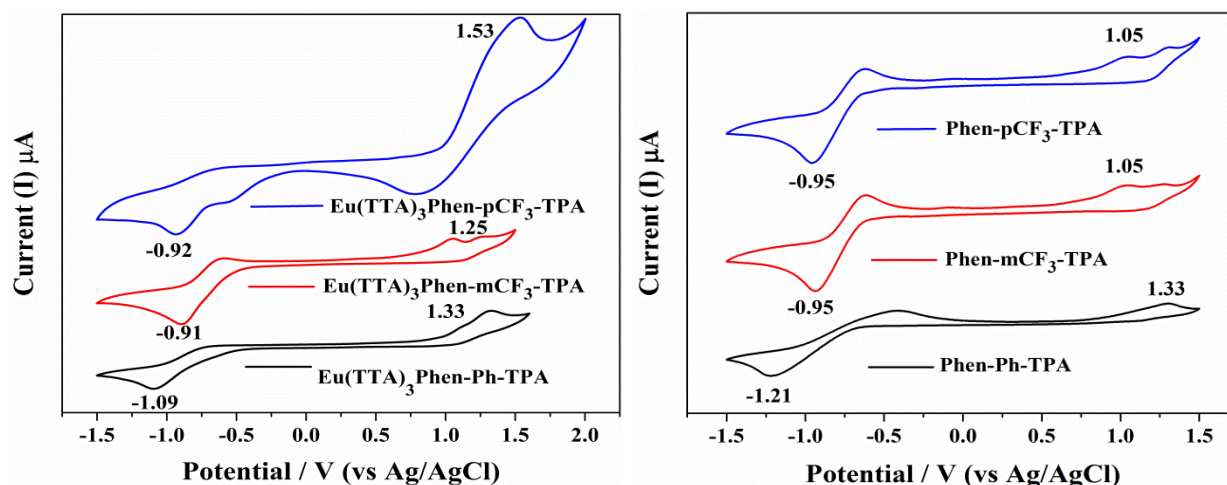 Current (I) μA
1.53
-0.92
Eu(TTA)₃Phen-pCF₃-TPA
1.25
-0.91
Eu(TTA)₃Phen-mCF₃-TPA
1.33
-1.09
Eu(TTA)₃Phen-Ph-TPA
-1.5 -1.0 -0.5 0.0 0.5 1.0 1.5 2.0
Potential / V (vs Ag/AgCl)
Current (I) μA
1.05
Phen-pCF₃-TPA
-0.95
1.05
Phen-mCF₃-TPA
-0.95
1.33
Phen-Ph-TPA
-1.21
-1.5 -1.0 -0.5 0.0 0.5 1.0 1.5
Potential / V (vs Ag/AgCl)